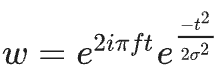 w = e^{2iπft} e^{\frac{-t^2}{2σ^2}}